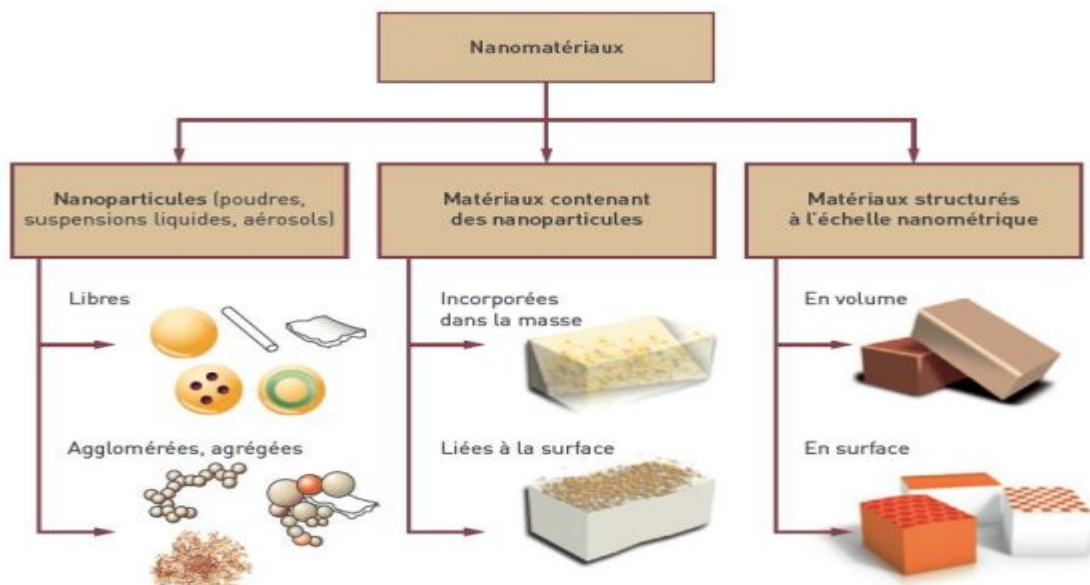 Nanomatériaux
Nanoparticules (poudres,
suspensions liquides, aérosols)
Libres
Agglomérées, agrégées
Matériaux contenant
des nanoparticules
Incorporées
dans la masse
Liées à la surface
Matériaux structurés
à l'échelle nanométrique
En volume
En surface